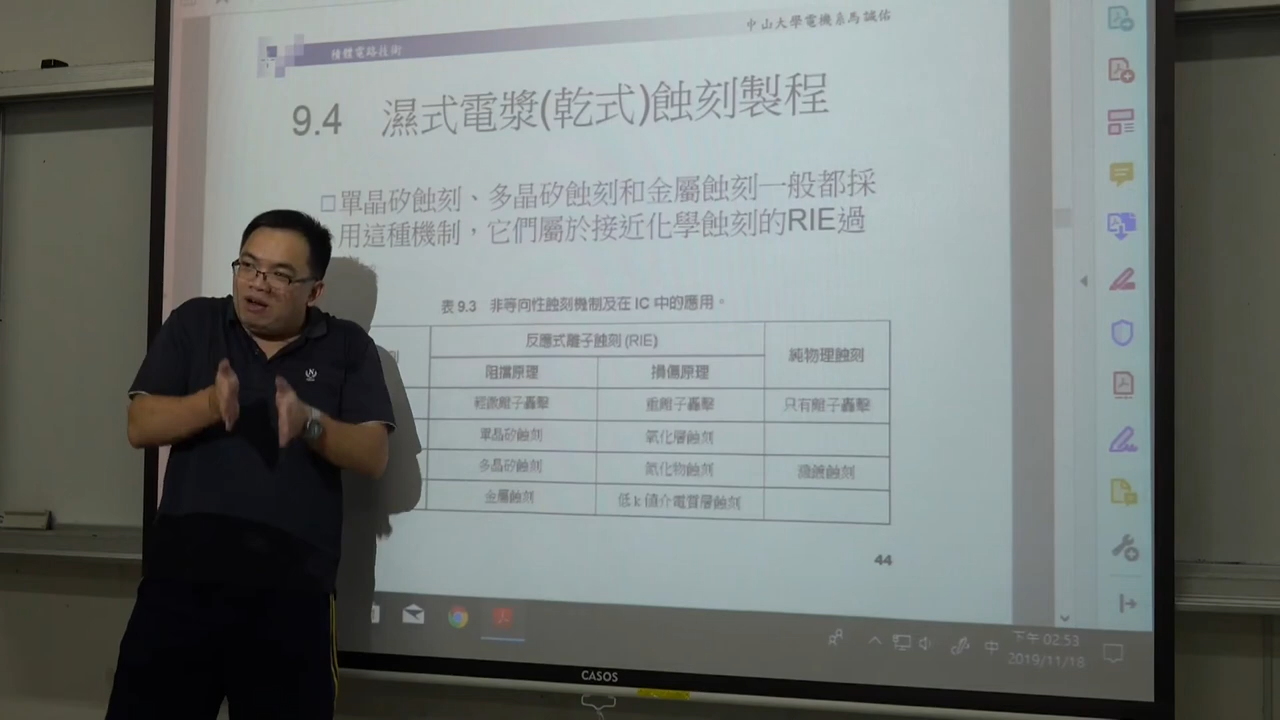 中山大學電機系馬誠佑
積體電路技術
9.4 濕式電漿(乾式)蝕刻製程
□單晶矽蝕刻、多晶矽蝕刻和金屬蝕刻一般都採
用這種機制，它們屬於接近化學蝕刻的RIE過
表 9.3 非等向性蝕刻機制及在 IC 中的應用。
反應式離子蝕刻 (RIE) 純物理蝕刻
阻擋原理 損傷原理
輕微離子轟擊 重離子轟擊 只有離子轟擊
單晶矽蝕刻 氧化層蝕刻
多晶矽蝕刻 氮化物蝕刻 濺鍍蝕刻
金屬蝕刻 低 k 值介電質層蝕刻
44
中 下午 02:53
2019/11/18
CASOS